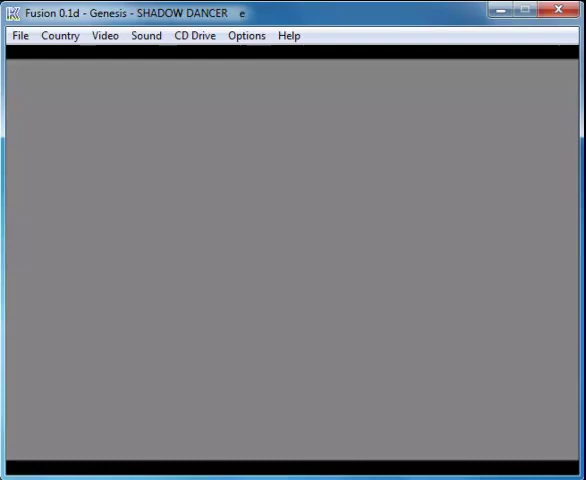 Fusion 0.1d - Genesis - SHADOW DANCER e
File Country Video Sound CD Drive Options Help